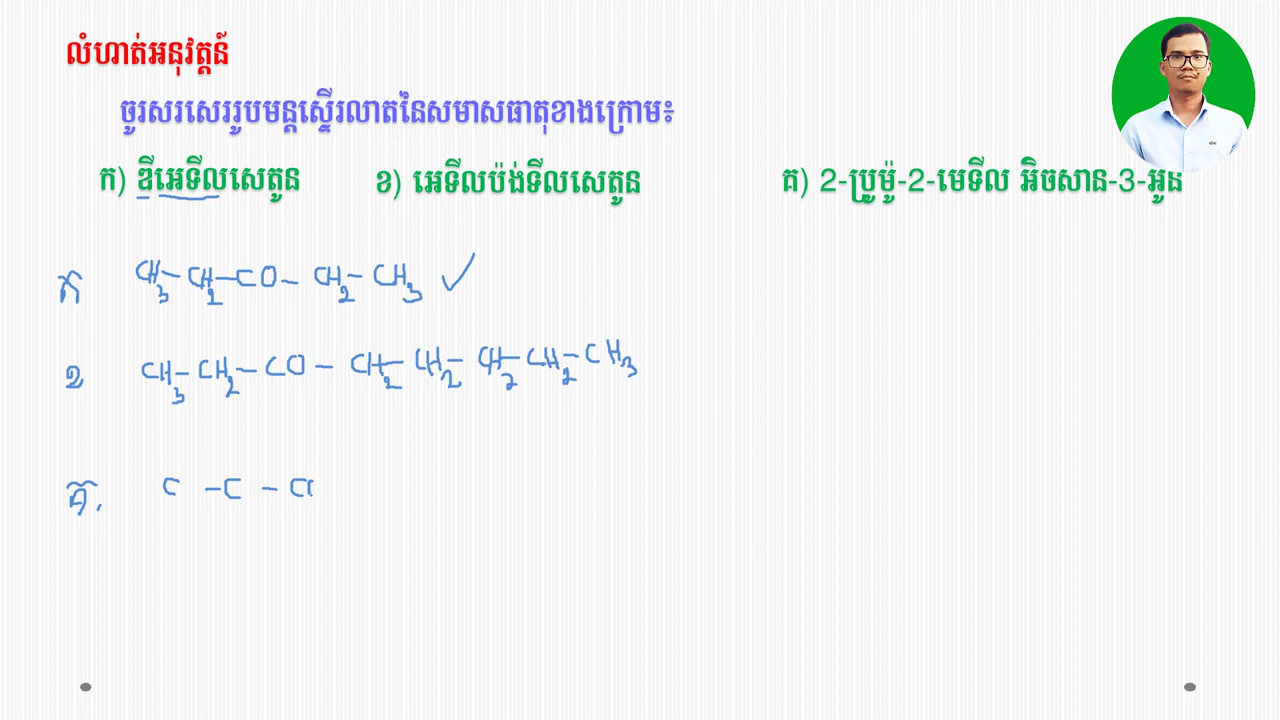 លំហាត់អនុវត្តន៍
ចូរសរសេររូបមន្តស្ទើរលាតនៃសមាសធាតុខាងក្រោម៖
ក) ឌីអេទីលសេតូន ខ) អេទីលប៉ង់ទីលសេតូន គ) 2-ប្រូម៉ូ-2-មេទីល អ៊ិចសាន-3-អូន
ក CH₃-CH₂-CO-CH₂-CH₃ ✓
ខ CH₃-CH₂-CO-CH₂-CH₂-CH₂-CH₂-CH₃
គ. C -C - C